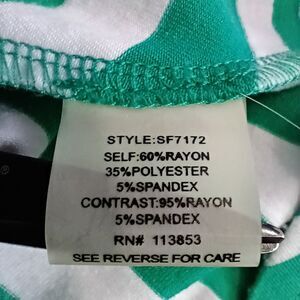 STYLE:SF7172
SELF:60%RAYON
35%POLYESTER
5%SPANDEX
CONTRAST:95%RAYON
5%SPANDEX
RN# 113853
SEE REVERSE FOR CARE